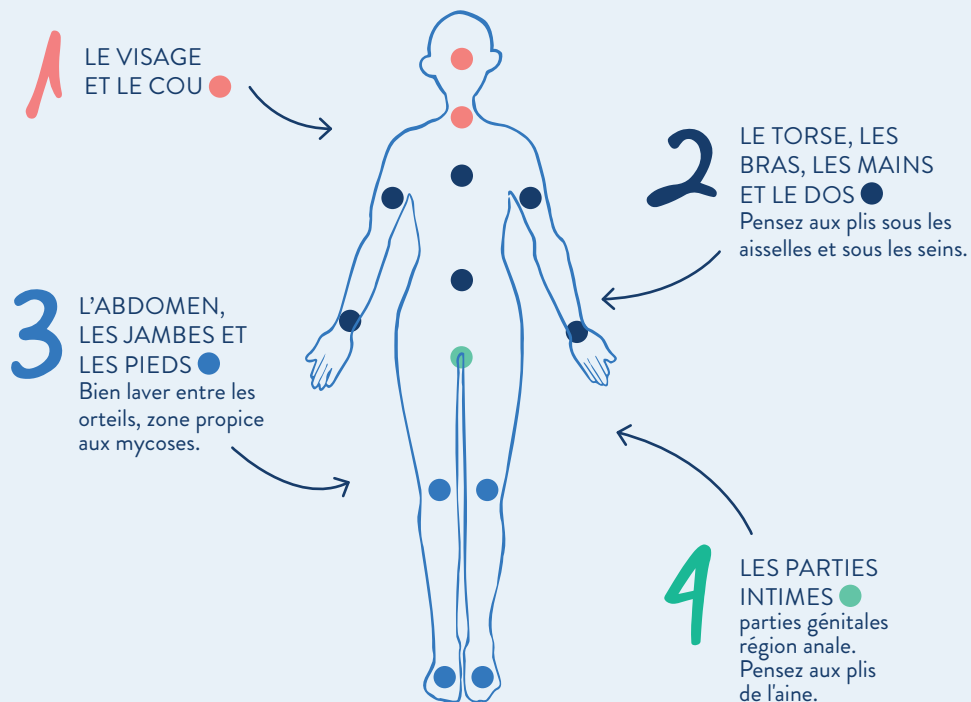 1
LE VISAGE
ET LE COU
2
LE TORSE, LES
BRAS, LES MAINS
ET LE DOS
Pensez aux plis sous les
aisselles et sous les seins.
3
L'ABDOMEN,
LES JAMBES ET
LES PIEDS
Bien laver entre les
orteils, zone propice
aux mycoses.
4
LES PARTIES
INTIMES
parties génitales
région anale.
Pensez aux plis
de l'aine.